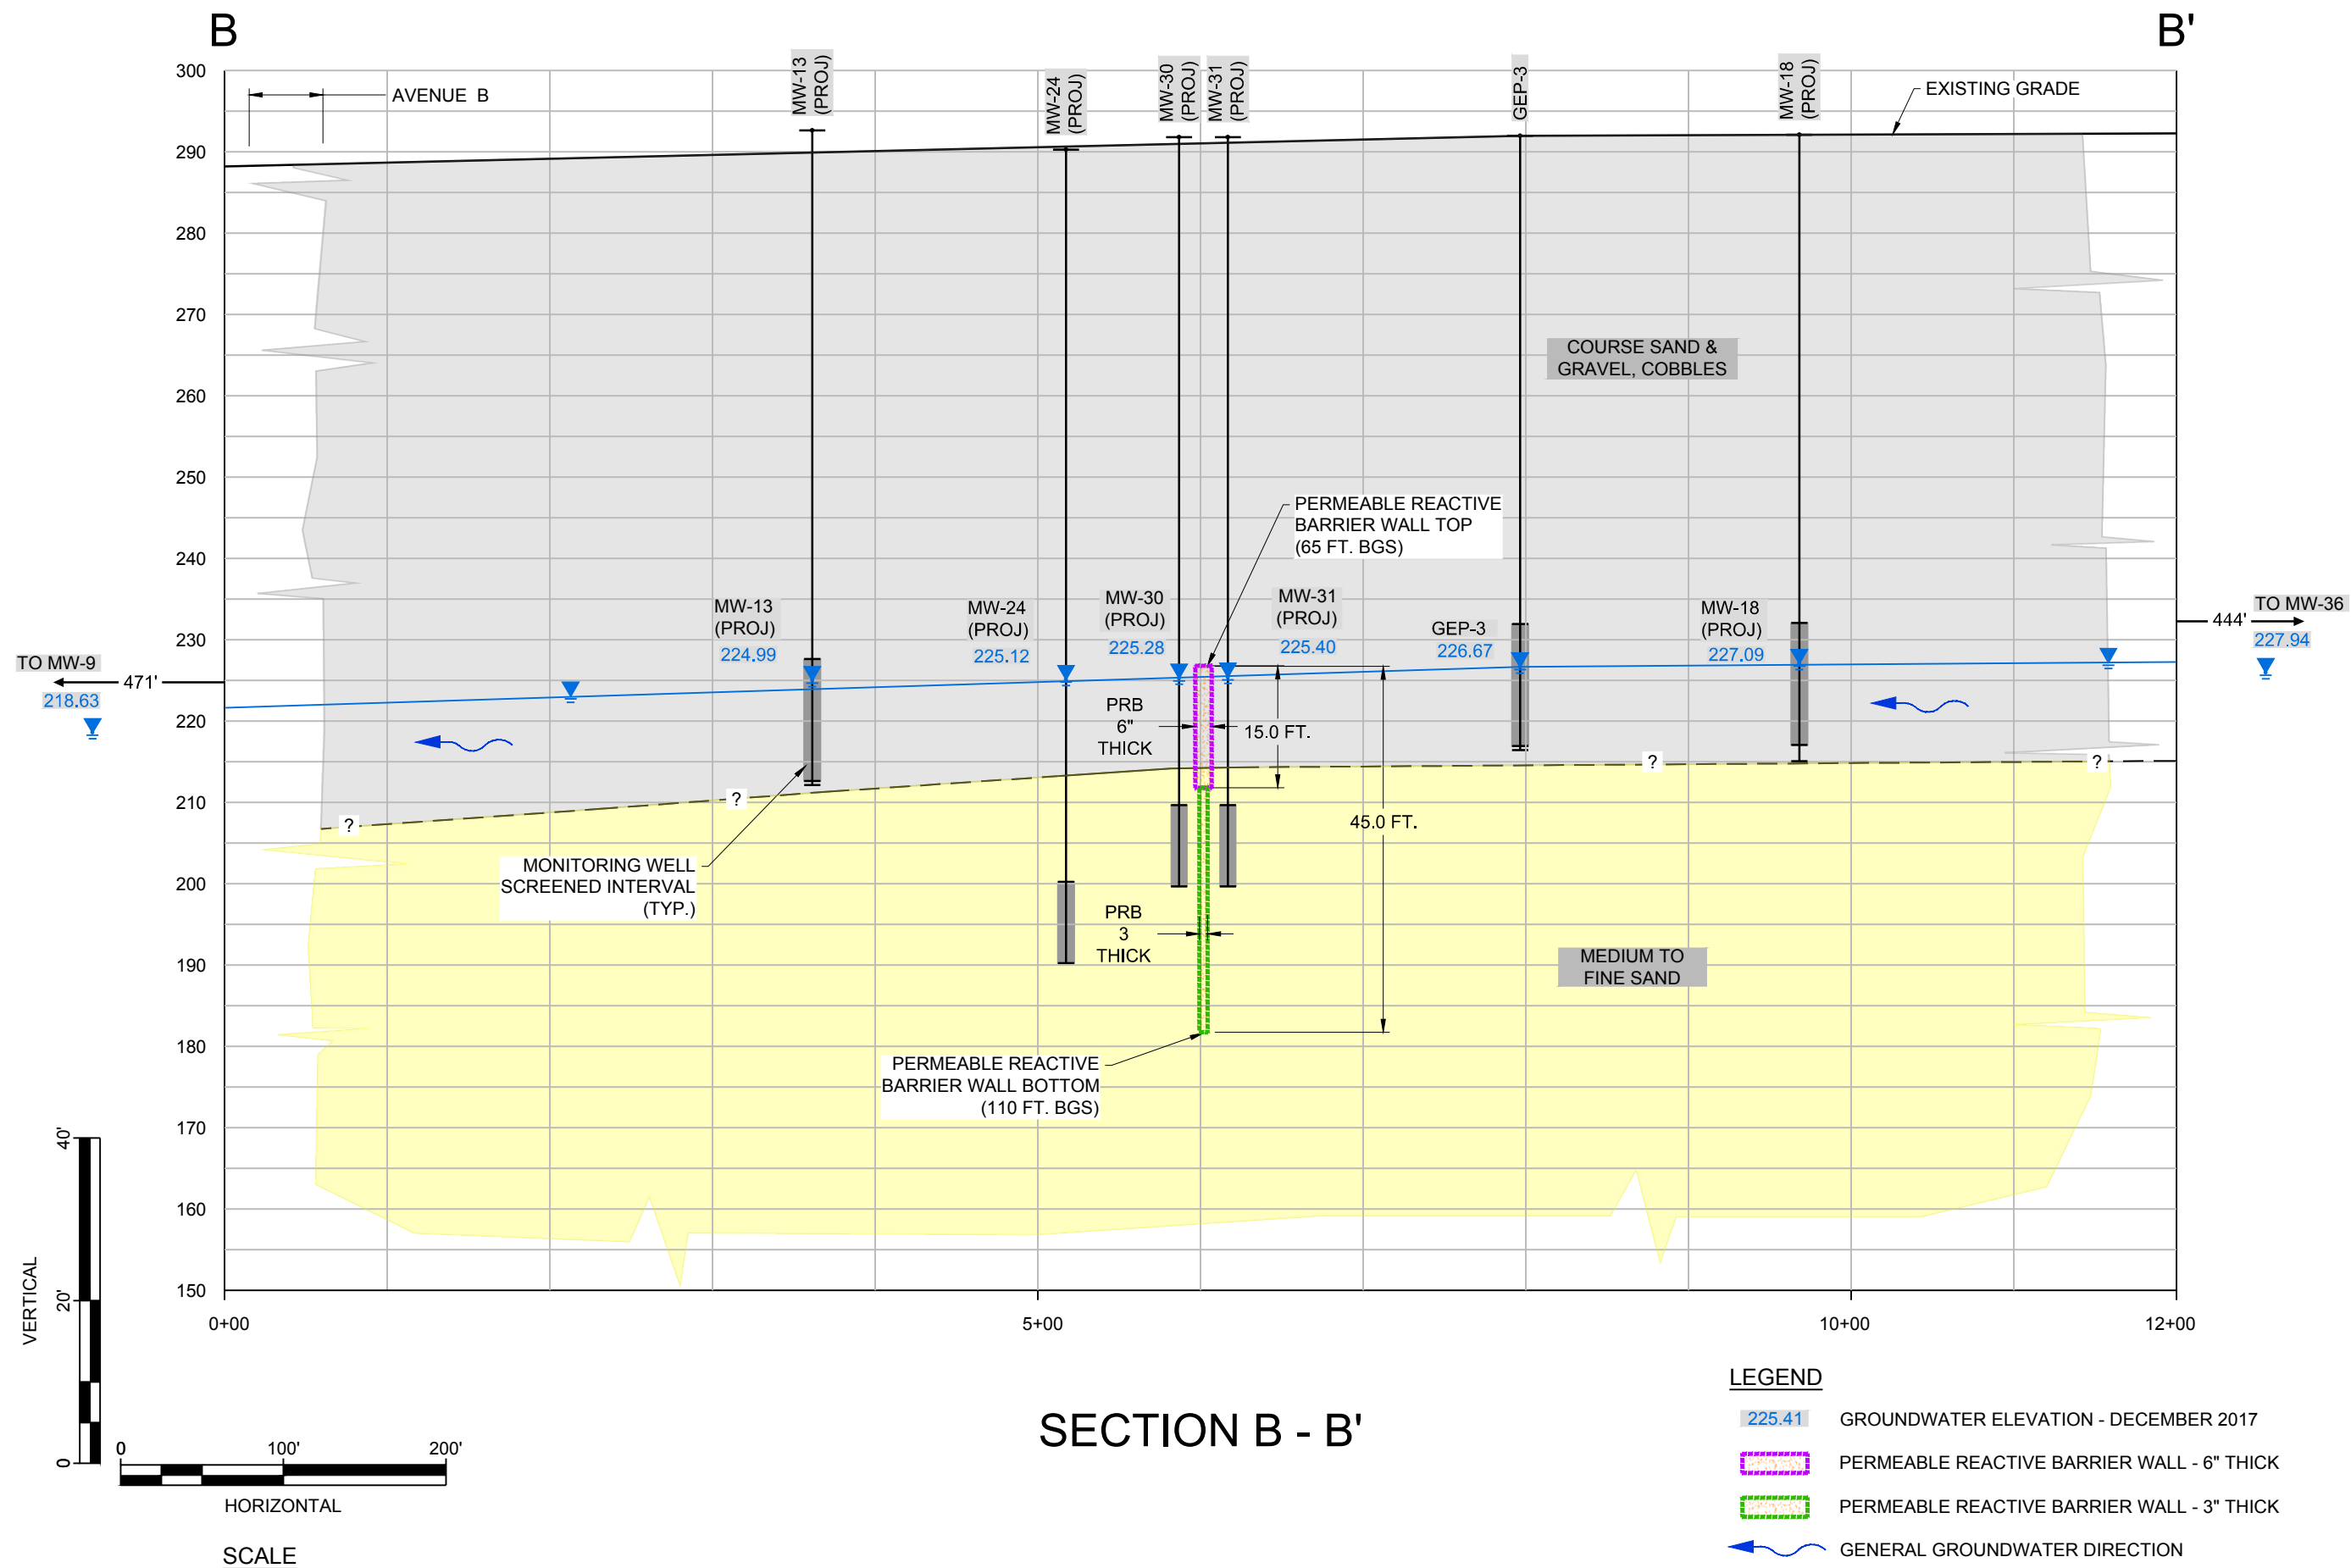 B
B'
MW-13
(PROJ)
MW-24
(PROJ)
MW-30
(PROJ)
MW-31
(PROJ)
GEP-3
MW-18
(PROJ)
300
AVENUE B
EXISTING GRADE
290
280
270
COURSE SAND &
GRAVEL, COBBLES
260
250
PERMEABLE REACTIVE
BARRIER WALL TOP
(65 FT. BGS)
240
MW-13
(PROJ)
224.99
MW-24
(PROJ)
225.12
MW-30
(PROJ)
225.28
MW-31
(PROJ)
225.40
GEP-3
226.67
MW-18
(PROJ)
227.09
230
TO MW-9
471'
218.63
444'
TO MW-36
227.94
220
PRB
6"
THICK
15.0 FT.
?
?
?
?
210
45.0 FT.
MONITORING WELL
SCREENED INTERVAL
(TYP.)
200
PRB
3
THICK
190
MEDIUM TO
FINE SAND
180
PERMEABLE REACTIVE
BARRIER WALL BOTTOM
(110 FT. BGS)
170
160
150
0+00
5+00
10+00
12+00
40'
20'
0
VERTICAL
0
100'
200'
HORIZONTAL
SCALE
SECTION B - B'
LEGEND
225.41
GROUNDWATER ELEVATION - DECEMBER 2017
PERMEABLE REACTIVE BARRIER WALL - 6" THICK
PERMEABLE REACTIVE BARRIER WALL - 3" THICK
GENERAL GROUNDWATER DIRECTION